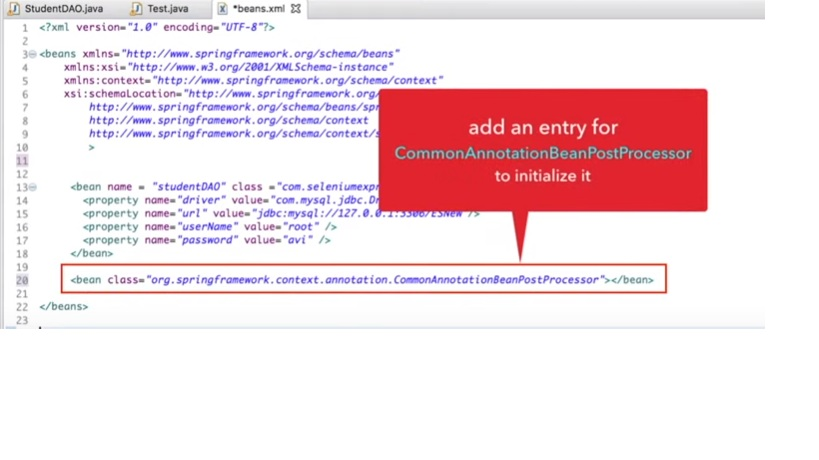 StudentDAO.java Test.java *beans.xml
1 <?xml version="1.0" encoding="UTF-8"?>
2
3 <beans xmlns="http://www.springframework.org/schema/beans"
4 xmlns:xsi="http://www.w3.org/2001/XMLSchema-instance"
5 xmlns:context="http://www.springframework.org/schema/context"
6 xsi:schemaLocation="http://www.springframework.org/
7 http://www.springframework.org/schema/beans/spr
8 http://www.springframework.org/schema/context
9 http://www.springframework.org/schema/context/s
10 >
11
12
13 <bean name = "studentDAO" class ="com.seleniumexpr
14 <property name="driver" value="com.mysql.jdbc.Dr
15 <property name="url" value="jdbc:mysql://127.0.0.1:3306/ESNew" />
16 <property name="userName" value="root" />
17 <property name="password" value="avi" />
18 </bean>
19
20 <bean class="org.springframework.context.annotation.CommonAnnotationBeanPostProcessor"></bean>
21
22 </beans>
23
add an entry for
CommonAnnotationBeanPostProcessor
to initialize it